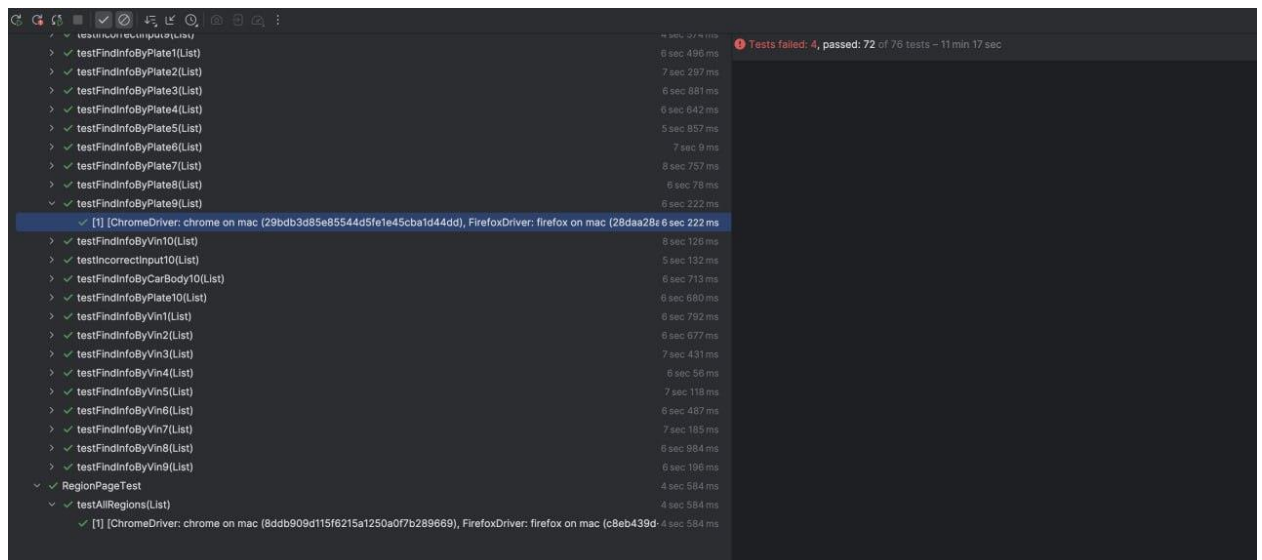 testIncorrectInput9(List) 4 sec 574 ms
testFindInfoByPlate1(List) 6 sec 496 ms
testFindInfoByPlate2(List) 7 sec 297 ms
testFindInfoByPlate3(List) 6 sec 881 ms
testFindInfoByPlate4(List) 6 sec 642 ms
testFindInfoByPlate5(List) 5 sec 857 ms
testFindInfoByPlate6(List) 7 sec 9 ms
testFindInfoByPlate7(List) 8 sec 757 ms
testFindInfoByPlate8(List) 6 sec 78 ms
testFindInfoByPlate9(List) 6 sec 222 ms
[1] [ChromeDriver: chrome on mac (29bdb3d85e85544d5fe1e45cba1d44dd), FirefoxDriver: firefox on mac (28daa28a 6 sec 222 ms
testFindInfoByVin10(List) 8 sec 126 ms
testIncorrectInput10(List) 5 sec 132 ms
testFindInfoByCarBody10(List) 6 sec 713 ms
testFindInfoByPlate10(List) 6 sec 680 ms
testFindInfoByVin1(List) 6 sec 792 ms
testFindInfoByVin2(List) 6 sec 677 ms
testFindInfoByVin3(List) 7 sec 431 ms
testFindInfoByVin4(List) 6 sec 56 ms
testFindInfoByVin5(List) 7 sec 118 ms
testFindInfoByVin6(List) 6 sec 487 ms
testFindInfoByVin7(List) 7 sec 185 ms
testFindInfoByVin8(List) 6 sec 984 ms
testFindInfoByVin9(List) 6 sec 196 ms
RegionPageTest 4 sec 584 ms
testAllRegions(List) 4 sec 584 ms
[1] [ChromeDriver: chrome on mac (8ddb909d115f6215a1250a0f7b289669), FirefoxDriver: firefox on mac (c8eb439d- 4 sec 584 ms
Tests failed: 4, passed: 72 of 76 tests – 11 min 17 sec